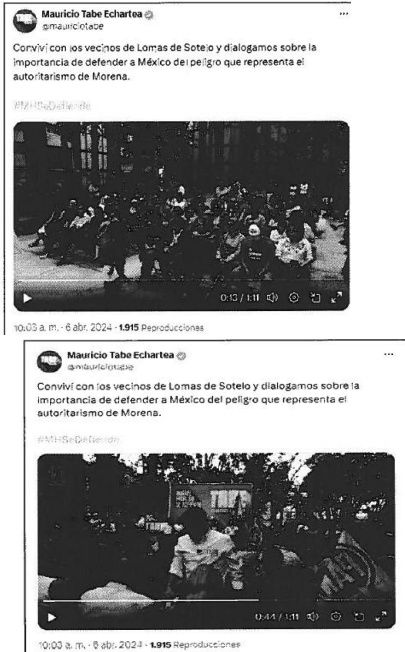 Mauricio Tabe Echartea
@mauriciotabe
Conviví con los vecinos de Lomas de Sotelo y dialogamos sobre la
importancia de defender a México del peligro que representa el
autoritarismo de Morena.
#MHSeDefiende
0:13 / 1:11
10:03 a. m. · 6 abr. 2024 · 1.915 Reproducciones
Mauricio Tabe Echartea
@mauriciotabe
Conviví con los vecinos de Lomas de Sotelo y dialogamos sobre la
importancia de defender a México del peligro que representa el
autoritarismo de Morena.
#MHSeDefiende
0:44 / 1:11
10:03 a. m. · 6 abr. 2024 · 1.915 Reproducciones